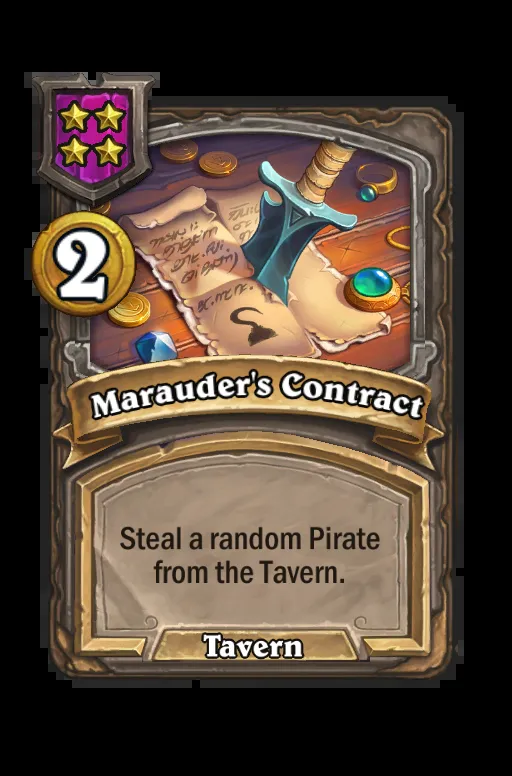 2
Marauder's Contract
Steal a random Pirate
from the Tavern.
Tavern